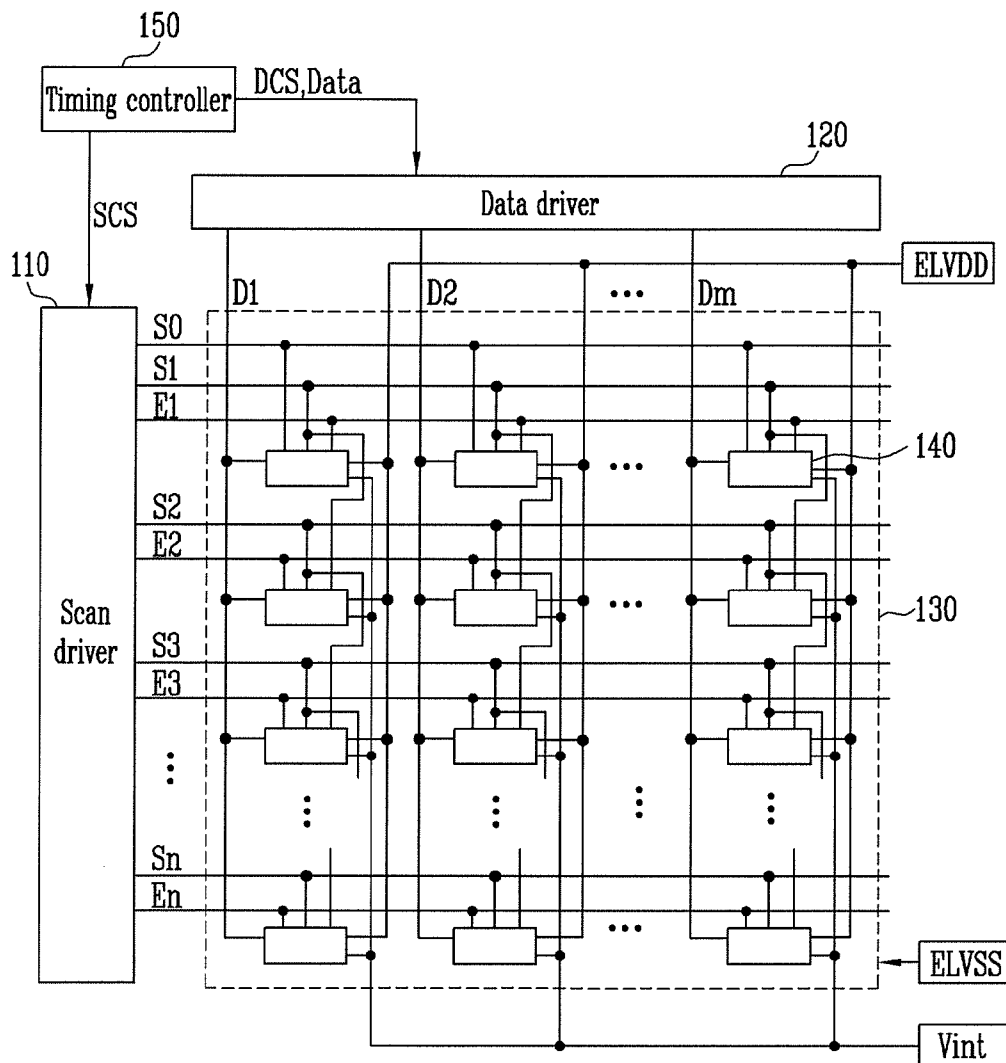 150
Timing controller
DCS,Data
120
Data driver
SCS
110
ELVDD
D1
D2
Dm
S0
S1
E1
140
S2
E2
130
Scan
driver
S3
E3
Sn
En
ELVSS
Vint